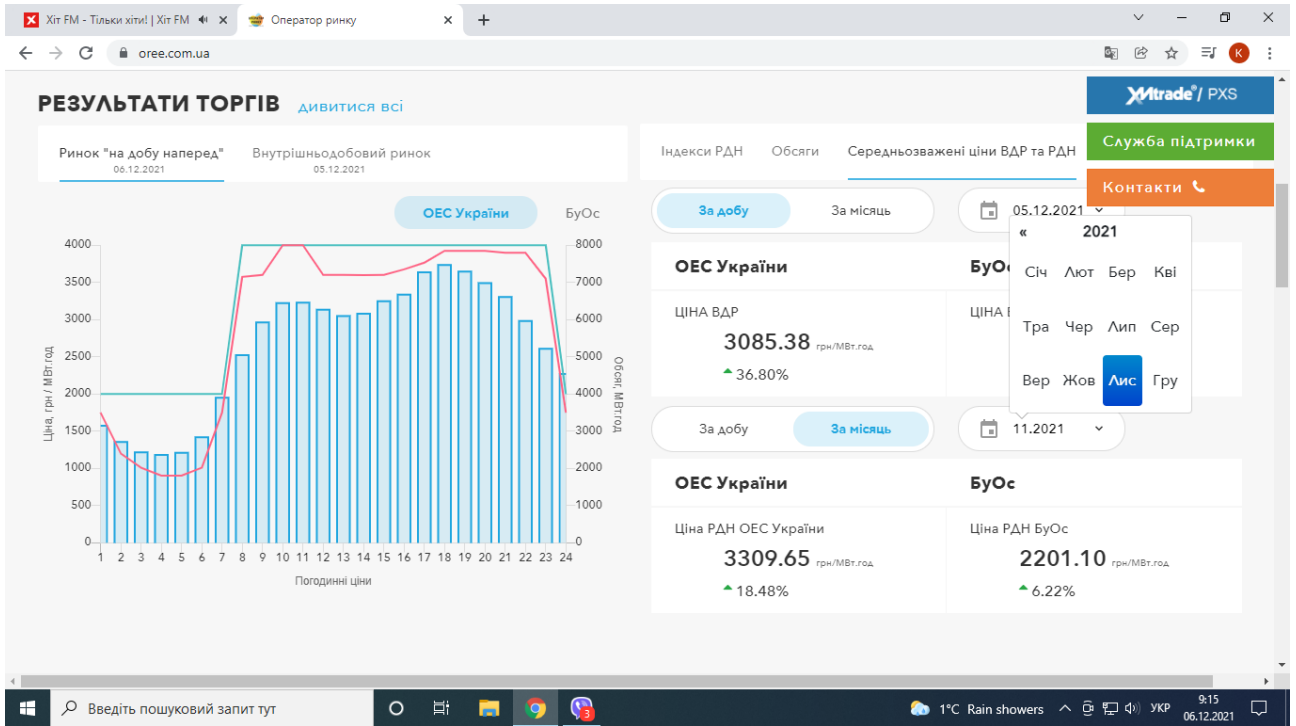 Хіт FM - Тільки хіти! | Хіт FM
Оператор ринку
oree.com.ua
K
РЕЗУЛЬТАТИ ТОРГІВ дивитися всі
XMtrade®/ PXS
Служба підтримки
Контакти
Ринок "на добу наперед"
06.12.2021
Внутрішньодобовий ринок
05.12.2021
Індекси РДН Обсяги Середньозважені ціни ВДР та РДН
ОЕС України БуОс
За добу За місяць 05.12.2021
« 2021
Січ Лют Бер Кві
Тра Чер Лип Сер
Вер Жов Лис Гру
ОЕС України
ЦІНА ВДР
3085.38 грн/МВт.год
36.80%
За добу За місяць 11.2021
ОЕС України БуОс
Ціна РДН ОЕС України Ціна РДН БуОс
3309.65 грн/МВт.год 2201.10 грн/МВт.год
18.48% 6.22%
4000 8000
3500 7000
3000 6000
2500 5000
2000 4000
1500 3000
1000 2000
500 1000
0 0
Ціна, грн / МВт.год
Обсяг, МВт.год
1 2 3 4 5 6 7 8 9 10 11 12 13 14 15 16 17 18 19 20 21 22 23 24
Погодинні ціни
Введіть пошуковий запит тут
3
1°C Rain showers
УКР
9:15
06.12.2021